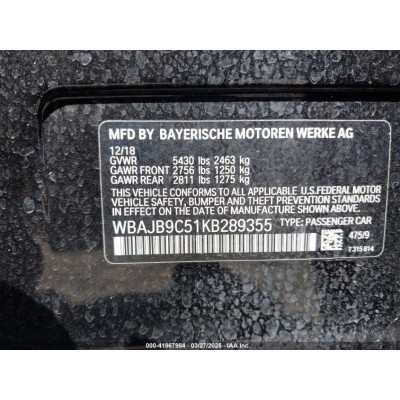 MFD BY BAYERISCHE MOTOREN WERKE AG
12/18
GVWR 5430 lbs 2463 kg
GAWR FRONT 2756 lbs 1250 kg
GAWR REAR 2811 lbs 1275 kg
THIS VEHICLE CONFORMS TO ALL APPLICABLE U.S. FEDERAL MOTOR
VEHICLE SAFETY, BUMPER AND THEFT PREVENTION STANDARDS
IN EFFECT ON THE DATE OF MANUFACTURE SHOWN ABOVE.
WBAJB9C51KB289355 TYPE: PASSENGER CAR
475/9
7315814
000-41867984 - 03/27/2025 - IAA